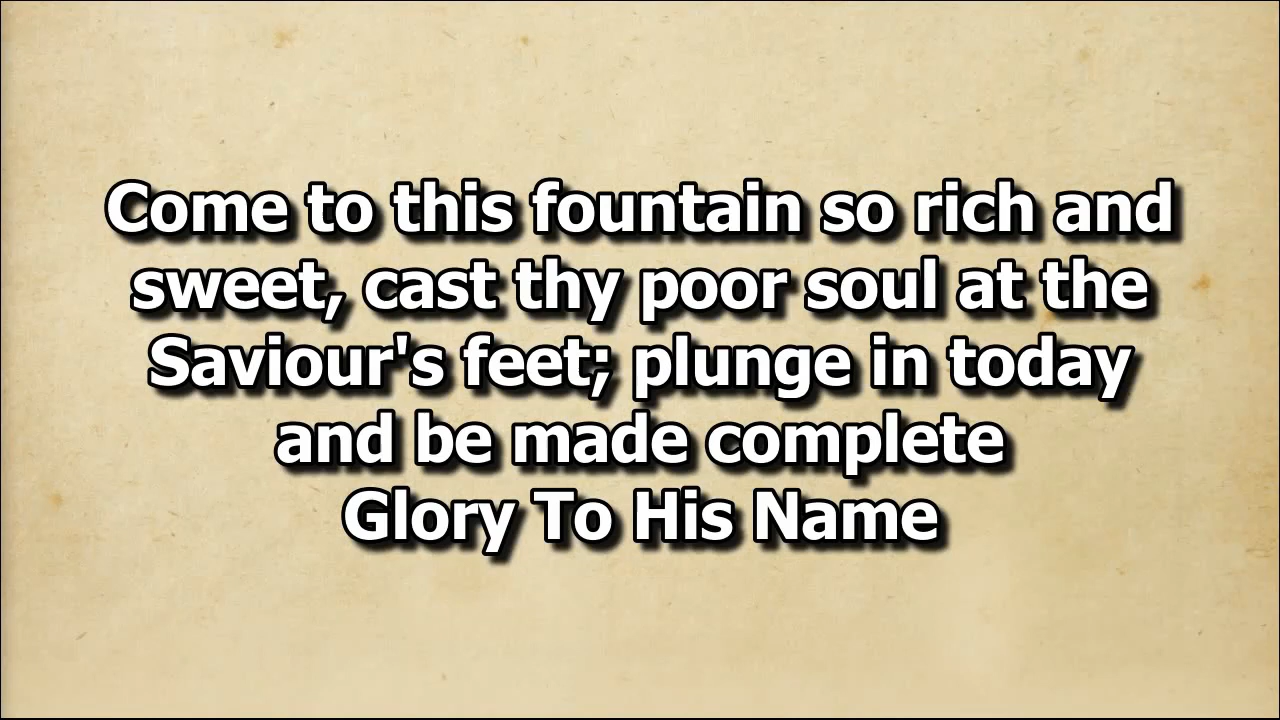 Come to this fountain so rich and
sweet, cast thy poor soul at the
Saviour's feet; plunge in today
and be made complete
Glory To His Name